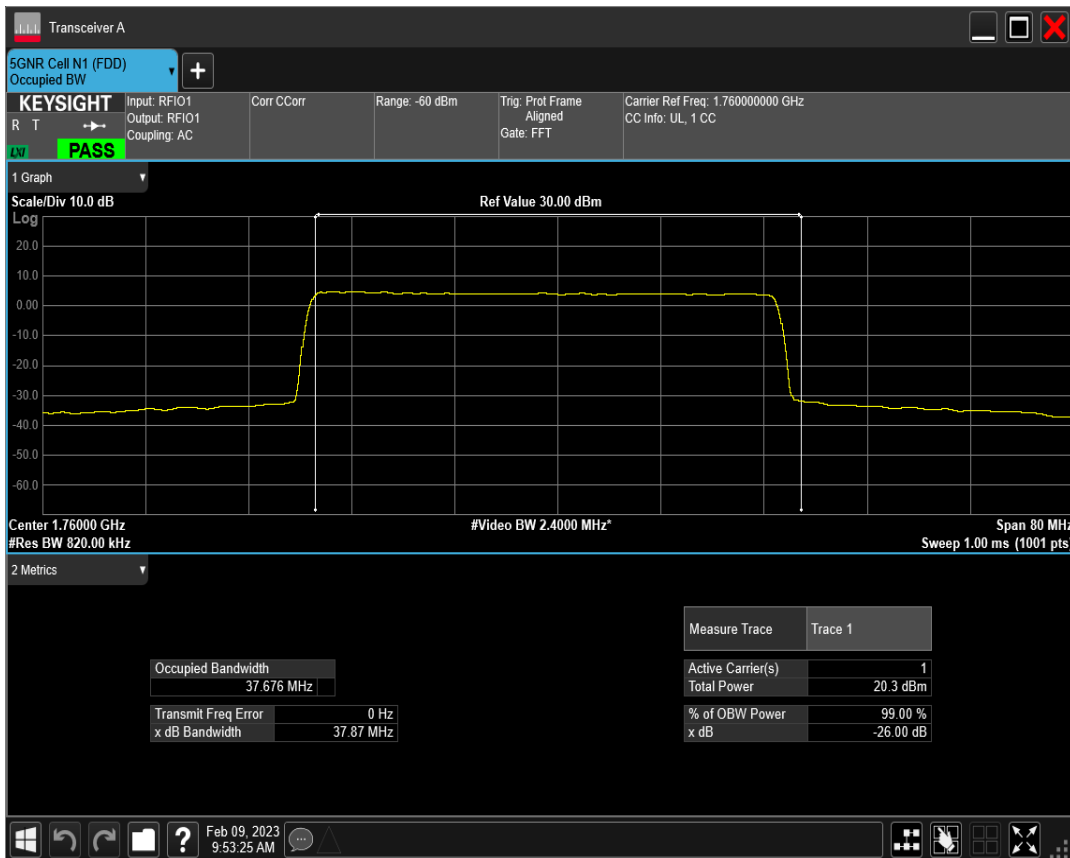 Transceiver A
5GNR Cell N1 (FDD)
Occupied BW
KEYSIGHT
R T
LXI
PASS
Input: RFIO1
Output: RFIO1
Coupling: AC
Corr CCorr
Range: -60 dBm
Trig: Prot Frame
Aligned
Gate: FFT
Carrier Ref Freq: 1.760000000 GHz
CC Info: UL, 1 CC
1 Graph
Scale/Div 10.0 dB
Ref Value 30.00 dBm
Log
20.0
10.0
0.00
-10.0
-20.0
-30.0
-40.0
-50.0
-60.0
Center 1.76000 GHz
#Video BW 2.4000 MHz*
Span 80 MHz
#Res BW 820.00 kHz
Sweep 1.00 ms (1001 pts)
2 Metrics
Measure Trace Trace 1
Occupied Bandwidth
37.676 MHz
Active Carrier(s) 1
Total Power 20.3 dBm
Transmit Freq Error 0 Hz
x dB Bandwidth 37.87 MHz
% of OBW Power 99.00 %
x dB -26.00 dB
?
Feb 09, 2023
9:53:25 AM